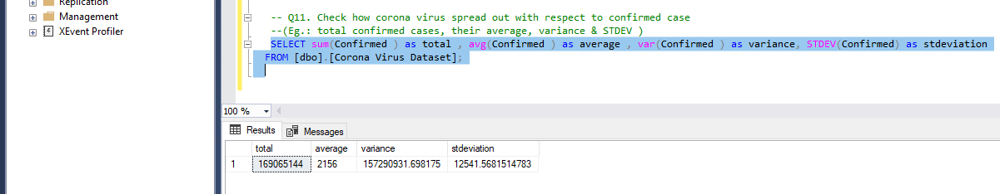 Replication
Management
XEvent Profiler
-- Q11. Check how corona virus spread out with respect to confirmed case
--(Eg.: total confirmed cases, their average, variance & STDEV )
SELECT sum(Confirmed ) as total , avg(Confirmed ) as average , var(Confirmed ) as variance, STDEV(Confirmed) as stdeviation
FROM [dbo].[Corona Virus Dataset];
100 %
Results Messages
total average variance stdeviation
1 169065144 2156 157290931.698175 12541.5681514783